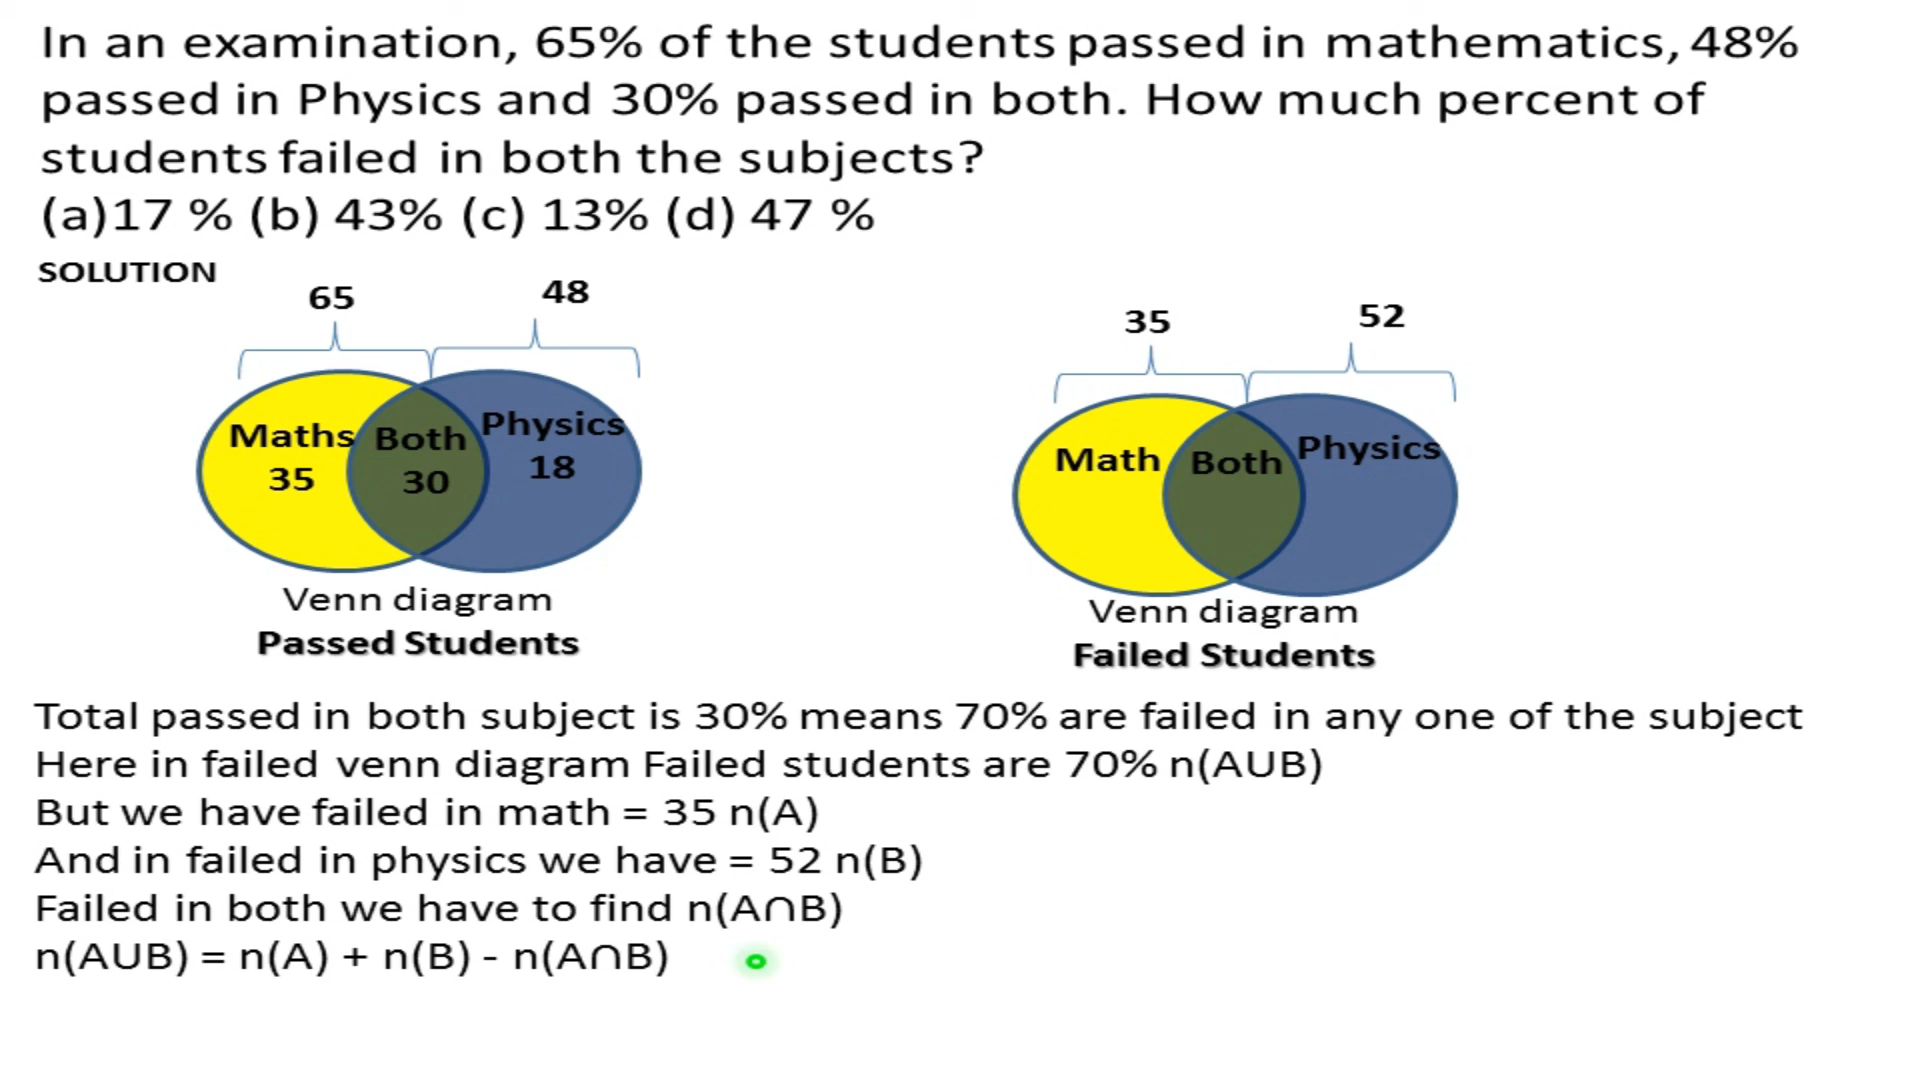 In an examination, 65% of the students passed in mathematics, 48%
passed in Physics and 30% passed in both. How much percent of
students failed in both the subjects?
(a)17 % (b) 43% (c) 13% (d) 47 %
SOLUTION
65
48
Maths
35
Both
30
Physics
18
Venn diagram
Passed Students
35
52
Math
Both
Physics
Venn diagram
Failed Students
Total passed in both subject is 30% means 70% are failed in any one of the subject
Here in failed venn diagram Failed students are 70% n(AUB)
But we have failed in math = 35 n(A)
And in failed in physics we have = 52 n(B)
Failed in both we have to find n(A∩B)
n(AUB) = n(A) + n(B) - n(A∩B)